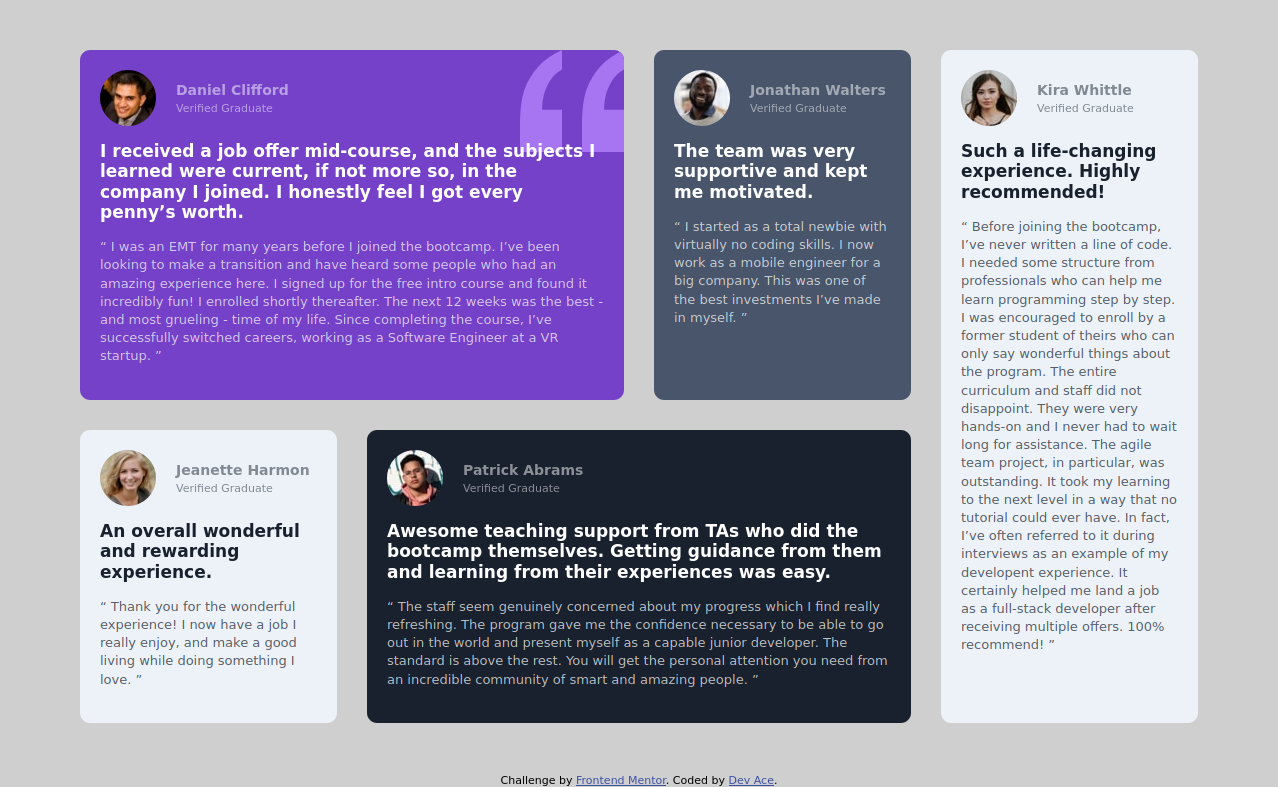 Daniel Clifford
Verified Graduate
I received a job offer mid-course, and the subjects I
learned were current, if not more so, in the
company I joined. I honestly feel I got every
penny’s worth.
“ I was an EMT for many years before I joined the bootcamp. I’ve been
looking to make a transition and have heard some people who had an
amazing experience here. I signed up for the free intro course and found it
incredibly fun! I enrolled shortly thereafter. The next 12 weeks was the best -
and most grueling - time of my life. Since completing the course, I’ve
successfully switched careers, working as a Software Engineer at a VR
startup. ”
Jonathan Walters
Verified Graduate
The team was very
supportive and kept
me motivated.
“ I started as a total newbie with
virtually no coding skills. I now
work as a mobile engineer for a
big company. This was one of
the best investments I’ve made
in myself. ”
Kira Whittle
Verified Graduate
Such a life-changing
experience. Highly
recommended!
“ Before joining the bootcamp,
I’ve never written a line of code.
I needed some structure from
professionals who can help me
learn programming step by step.
I was encouraged to enroll by a
former student of theirs who can
only say wonderful things about
the program. The entire
curriculum and staff did not
disappoint. They were very
hands-on and I never had to wait
long for assistance. The agile
team project, in particular, was
outstanding. It took my learning
to the next level in a way that no
tutorial could ever have. In fact,
I’ve often referred to it during
interviews as an example of my
developent experience. It
certainly helped me land a job
as a full-stack developer after
receiving multiple offers. 100%
recommend! ”
Jeanette Harmon
Verified Graduate
An overall wonderful
and rewarding
experience.
“ Thank you for the wonderful
experience! I now have a job I
really enjoy, and make a good
living while doing something I
love. ”
Patrick Abrams
Verified Graduate
Awesome teaching support from TAs who did the
bootcamp themselves. Getting guidance from them
and learning from their experiences was easy.
“ The staff seem genuinely concerned about my progress which I find really
refreshing. The program gave me the confidence necessary to be able to go
out in the world and present myself as a capable junior developer. The
standard is above the rest. You will get the personal attention you need from
an incredible community of smart and amazing people. ”
Challenge by Frontend Mentor. Coded by Dev Ace.